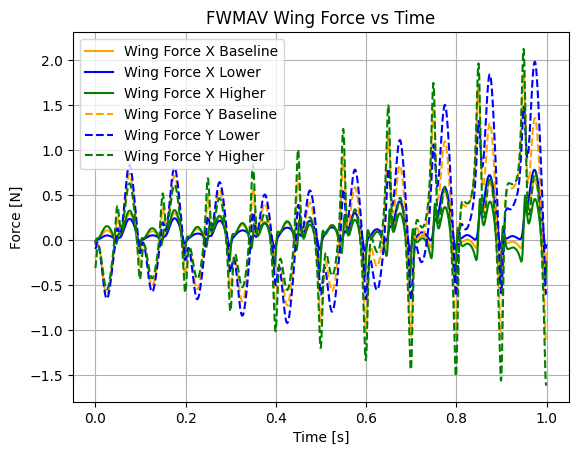 FWMAV Wing Force vs Time
Wing Force X Baseline
Wing Force X Lower
Wing Force X Higher
Wing Force Y Baseline
Wing Force Y Lower
Wing Force Y Higher
Force [N]
2.0
1.5
1.0
0.5
0.0
−0.5
−1.0
−1.5
0.0 0.2 0.4 0.6 0.8 1.0
Time [s]